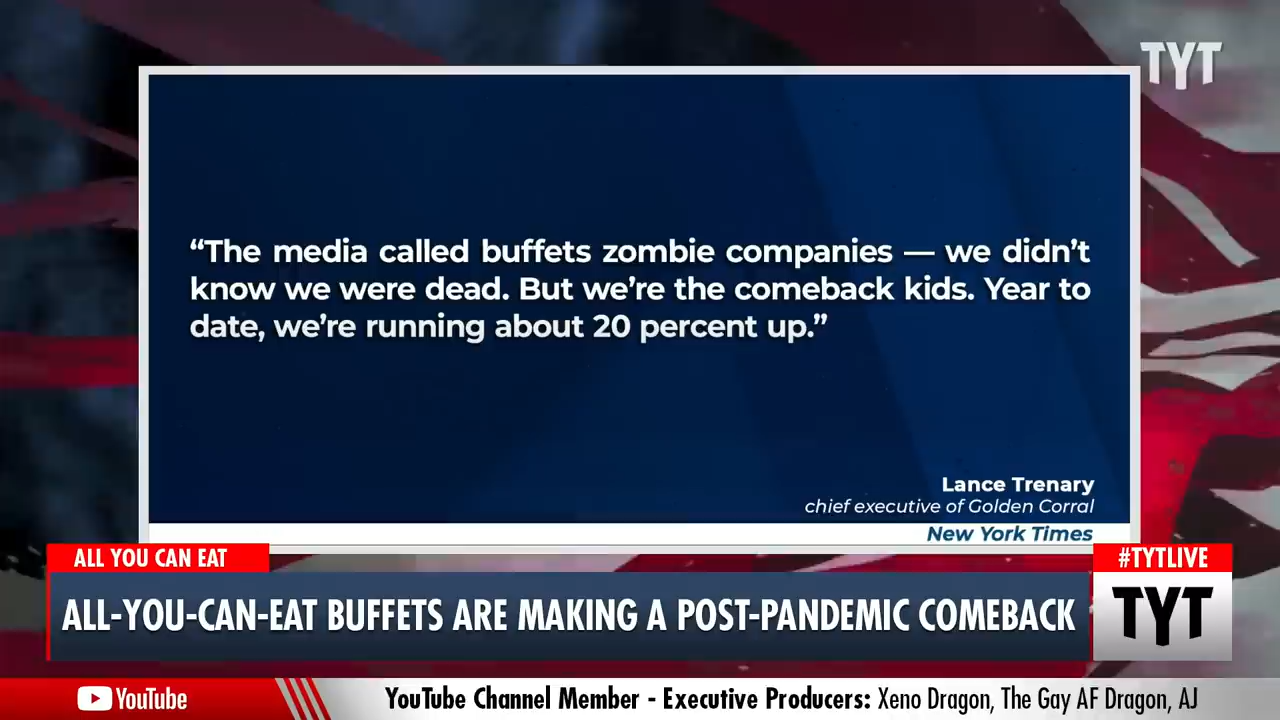 TYT
“The media called buffets zombie companies — we didn’t
know we were dead. But we’re the comeback kids. Year to
date, we’re running about 20 percent up.”
Lance Trenary
chief executive of Golden Corral
New York Times
ALL YOU CAN EAT
#TYTLIVE
ALL-YOU-CAN-EAT BUFFETS ARE MAKING A POST-PANDEMIC COMEBACK
TYT
YouTube
YouTube Channel Member - Executive Producers: Xeno Dragon, The Gay AF Dragon, AJ